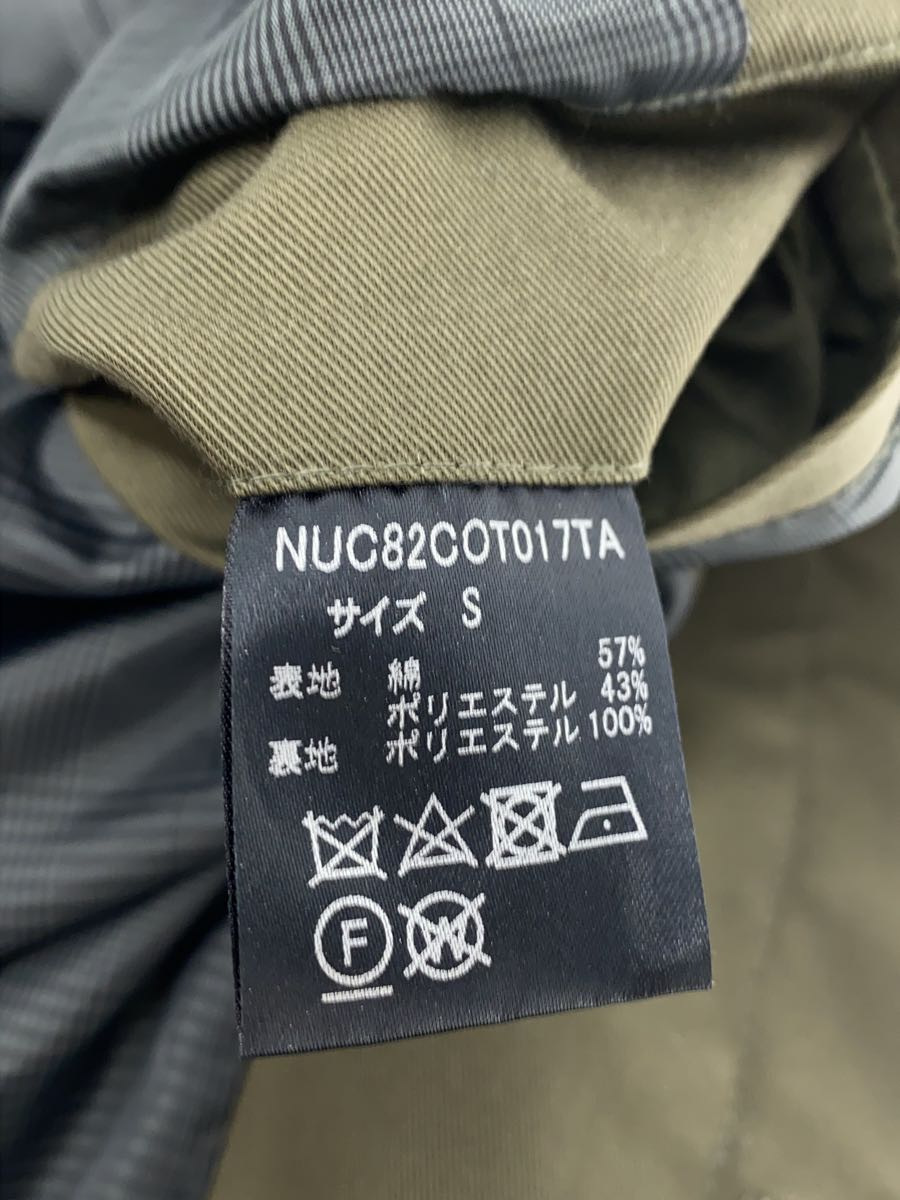 NUC82COT017TA
サイズ S
表地 綿 57%
ポリエステル 43%
裏地 ポリエステル 100%
F W